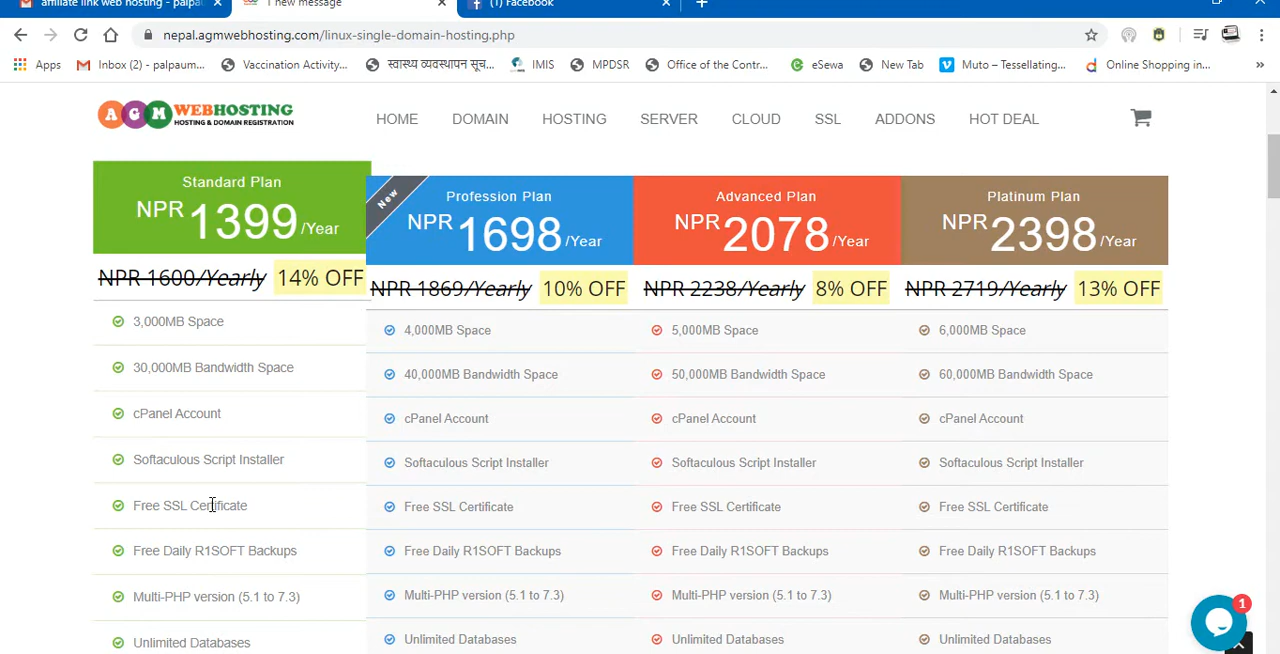 affiliate link web hosting - palpau
1 new message
(1) Facebook
nepal.agmwebhosting.com/linux-single-domain-hosting.php
Apps
Inbox (2) - palpaum...
Vaccination Activity...
स्वास्थ्य व्यवस्थापन सूच...
IMIS
MPDSR
Office of the Contr...
eSewa
New Tab
Muto – Tessellating...
Online Shopping in...
»
AGM WEBHOSTING
HOSTING & DOMAIN REGISTRATION
HOME DOMAIN HOSTING SERVER CLOUD SSL ADDONS HOT DEAL
Standard Plan
NPR 1399 /Year
NPR 1600/Yearly 14% OFF
3,000MB Space
30,000MB Bandwidth Space
cPanel Account
Softaculous Script Installer
Free SSL Certificate
Free Daily R1SOFT Backups
Multi-PHP version (5.1 to 7.3)
Unlimited Databases
New
Profession Plan
NPR 1698 /Year
NPR 1869/Yearly 10% OFF
4,000MB Space
40,000MB Bandwidth Space
cPanel Account
Softaculous Script Installer
Free SSL Certificate
Free Daily R1SOFT Backups
Multi-PHP version (5.1 to 7.3)
Unlimited Databases
Advanced Plan
NPR 2078 /Year
NPR 2238/Yearly 8% OFF
5,000MB Space
50,000MB Bandwidth Space
cPanel Account
Softaculous Script Installer
Free SSL Certificate
Free Daily R1SOFT Backups
Multi-PHP version (5.1 to 7.3)
Unlimited Databases
Platinum Plan
NPR 2398 /Year
NPR 2719/Yearly 13% OFF
6,000MB Space
60,000MB Bandwidth Space
cPanel Account
Softaculous Script Installer
Free SSL Certificate
Free Daily R1SOFT Backups
Multi-PHP version (5.1 to 7.3)
Unlimited Databases
1